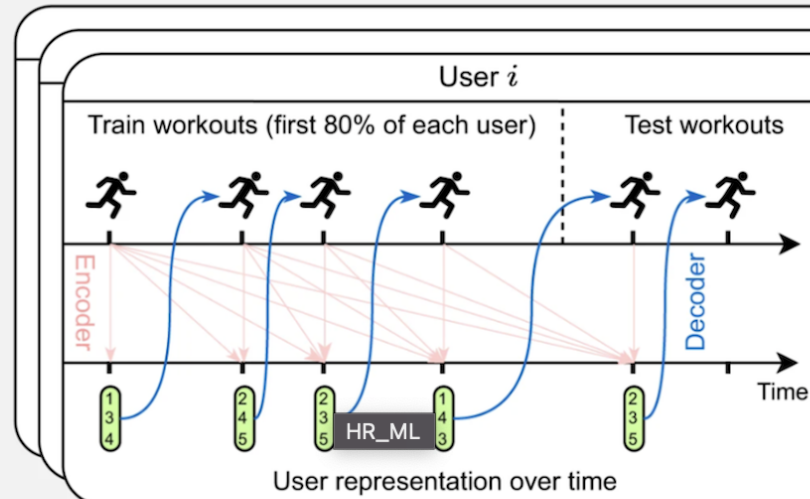 User i
Train workouts (first 80% of each user)
Test workouts
Encoder
Decoder
Time
1
3
4
2
4
5
2
3
5
HR_ML
1
4
3
2
3
5
User representation over time